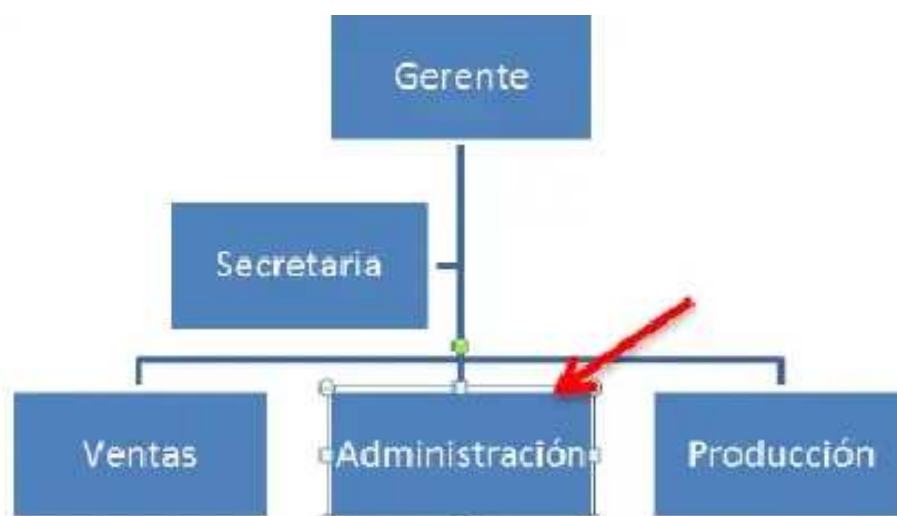 Gerente
Secretaria
Ventas
Administración
Producción